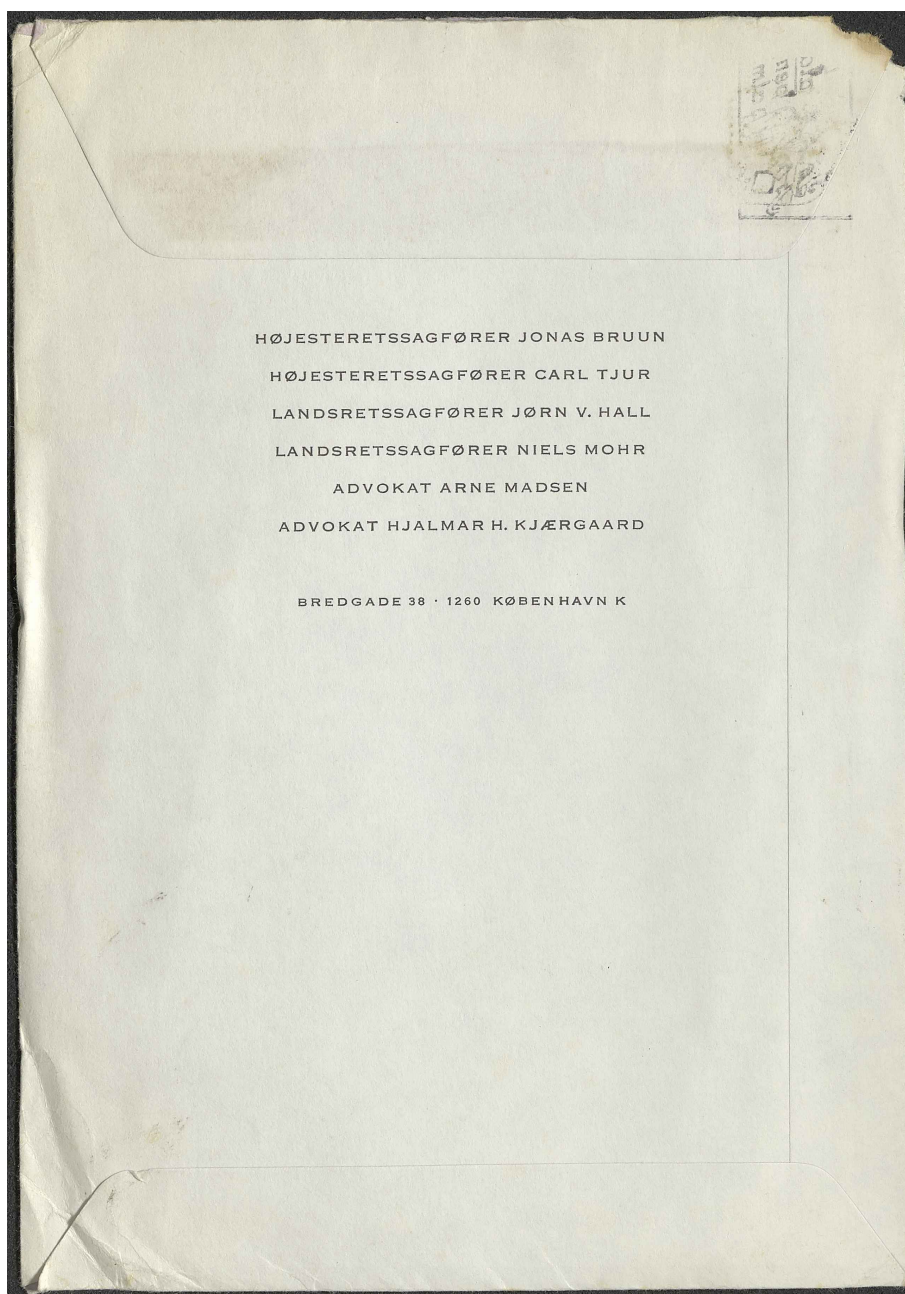 HØJESTERETSSAGFØRER JONAS BRUUN
HØJESTERETSSAGFØRER CARL TJUR
LANDSRETSSAGFØRER JØRN V. HALL
LANDSRETSSAGFØRER NIELS MOHR
ADVOKAT ARNE MADSEN
ADVOKAT HJALMAR H. KJÆRGAARD
BREDGADE 38 · 1260 KØBENHAVN K